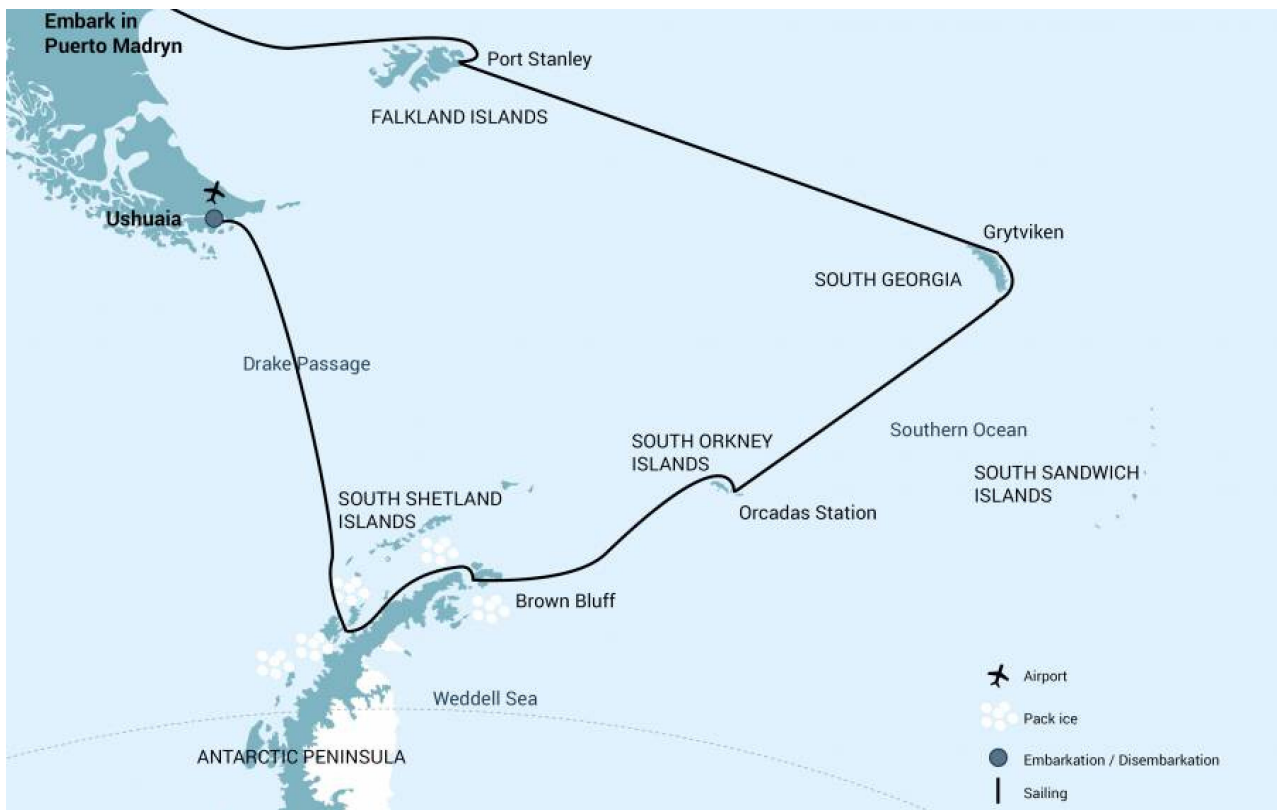 Embark in
Puerto Madryn
Port Stanley
FALKLAND ISLANDS
Ushuaia
Grytviken
SOUTH GEORGIA
Drake Passage
Southern Ocean
SOUTH ORKNEY
ISLANDS
SOUTH SANDWICH
ISLANDS
SOUTH SHETLAND
ISLANDS
Orcadas Station
Brown Bluff
Weddell Sea
ANTARCTIC PENINSULA
Airport
Pack ice
Embarkation / Disembarkation
Sailing